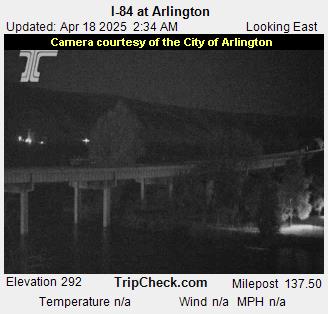 I-84 at Arlington
Updated: Apr 18 2025 2:34 AM Looking East
Camera courtesy of the City of Arlington
Elevation 292 TripCheck.com Milepost 137.50
Temperature n/a Wind n/a MPH n/a